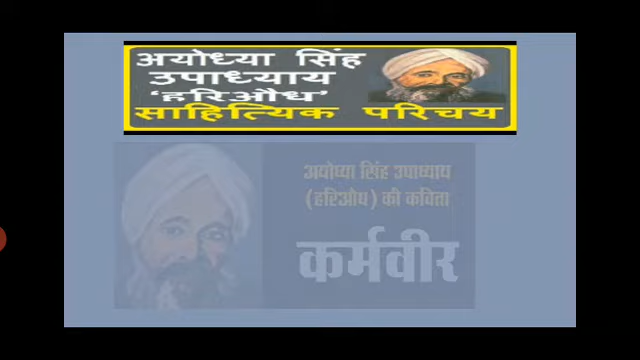 अयोध्या सिंह
उपाध्याय
‘हरिऔध’
साहित्यिक परिचय
अयोध्या सिंह उपाध्याय
(हरिऔध) की कविता
कर्मवीर